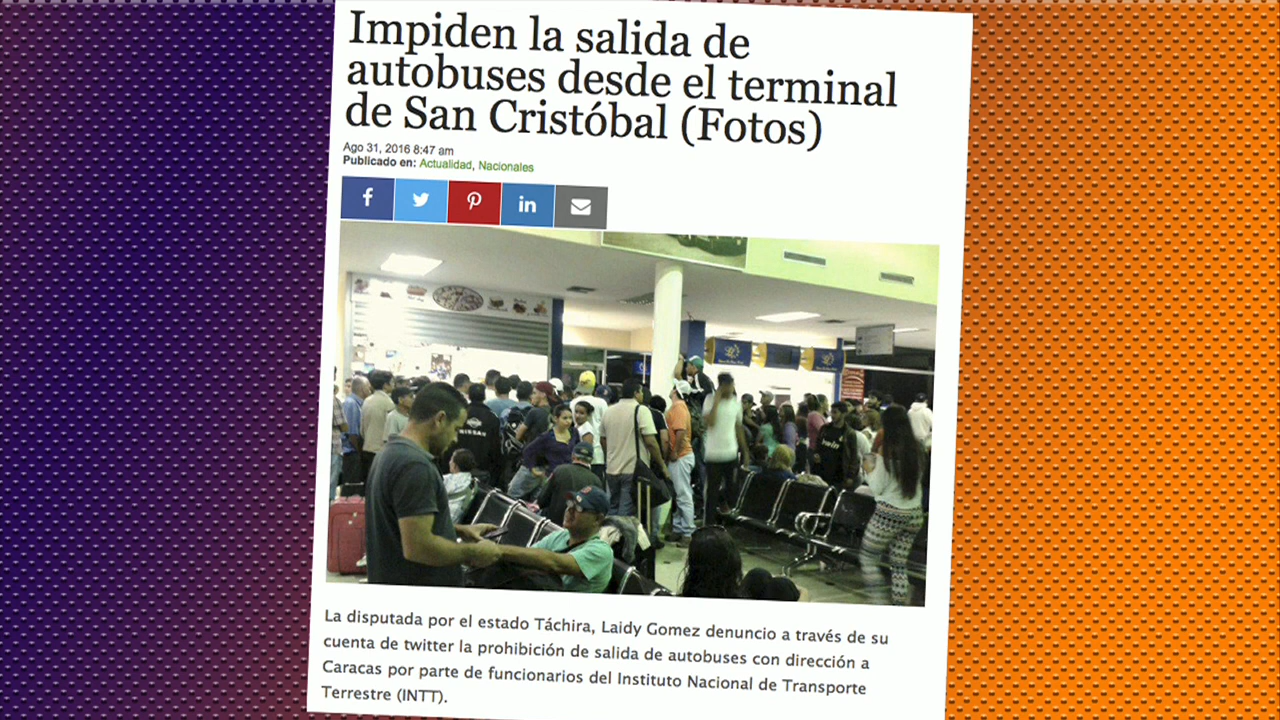 Impiden la salida de
autobuses desde el terminal
de San Cristóbal (Fotos)
Ago 31, 2016 8:47 am
Publicado en: Actualidad, Nacionales
NISSAN
La disputada por el estado Táchira, Laidy Gomez denuncio a través de su
cuenta de twitter la prohibición de salida de autobuses con dirección a
Caracas por parte de funcionarios del Instituto Nacional de Transporte
Terrestre (INTT).